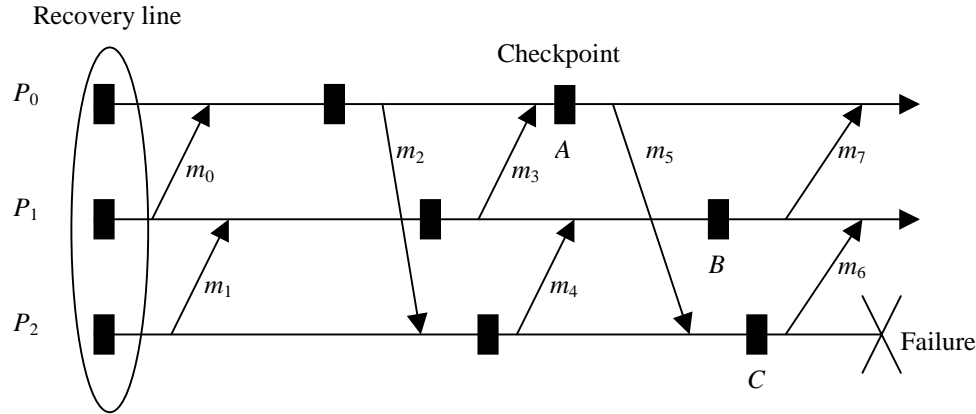 Recovery line
Checkpoint
P0
A
m0
m2
m3
m5
m7
P1
B
m1
m4
m6
P2
C
Failure